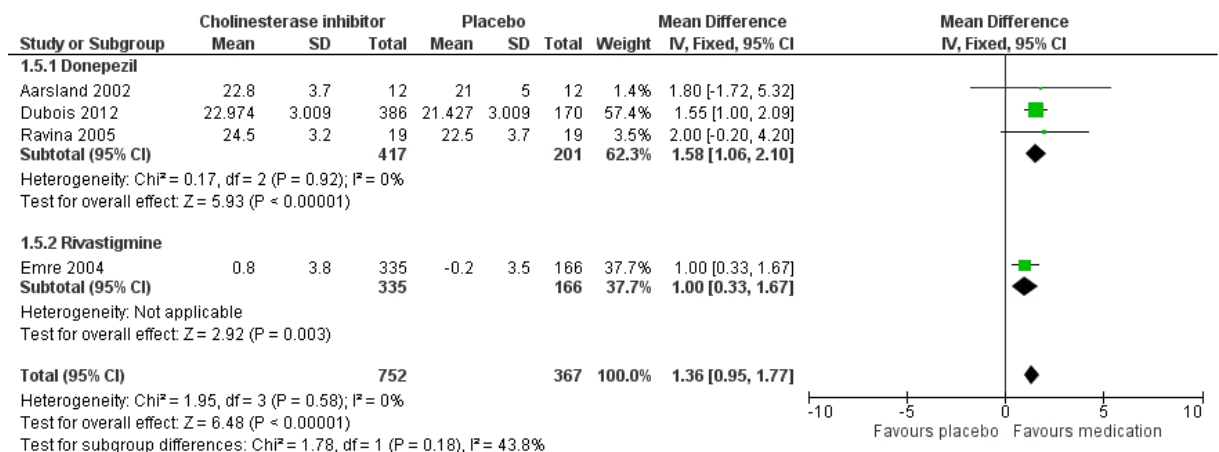 Cholinesterase inhibitor Placebo Mean Difference Mean Difference
Study or Subgroup Mean SD Total Mean SD Total Weight IV, Fixed, 95% CI IV, Fixed, 95% CI
1.5.1 Donepezil
Aarsland 2002 22.8 3.7 12 21 5 12 1.4% 1.80 [-1.72, 5.32]
Dubois 2012 22.974 3.009 386 21.427 3.009 170 57.4% 1.55 [1.00, 2.09]
Ravina 2005 24.5 3.2 19 22.5 3.7 19 3.5% 2.00 [-0.20, 4.20]
Subtotal (95% CI) 417 201 62.3% 1.58 [1.06, 2.10]
Heterogeneity: Chi² = 0.17, df = 2 (P = 0.92); I² = 0%
Test for overall effect: Z = 5.93 (P < 0.00001)
1.5.2 Rivastigmine
Emre 2004 0.8 3.8 335 -0.2 3.5 166 37.7% 1.00 [0.33, 1.67]
Subtotal (95% CI) 335 166 37.7% 1.00 [0.33, 1.67]
Heterogeneity: Not applicable
Test for overall effect: Z = 2.92 (P = 0.003)
Total (95% CI) 752 367 100.0% 1.36 [0.95, 1.77]
Heterogeneity: Chi² = 1.95, df = 3 (P = 0.58); I² = 0%
Test for overall effect: Z = 6.48 (P < 0.00001)
Test for subgroup differences: Chi² = 1.78, df = 1 (P = 0.18), I² = 43.8%
-10 -5 0 5 10
Favours placebo Favours medication